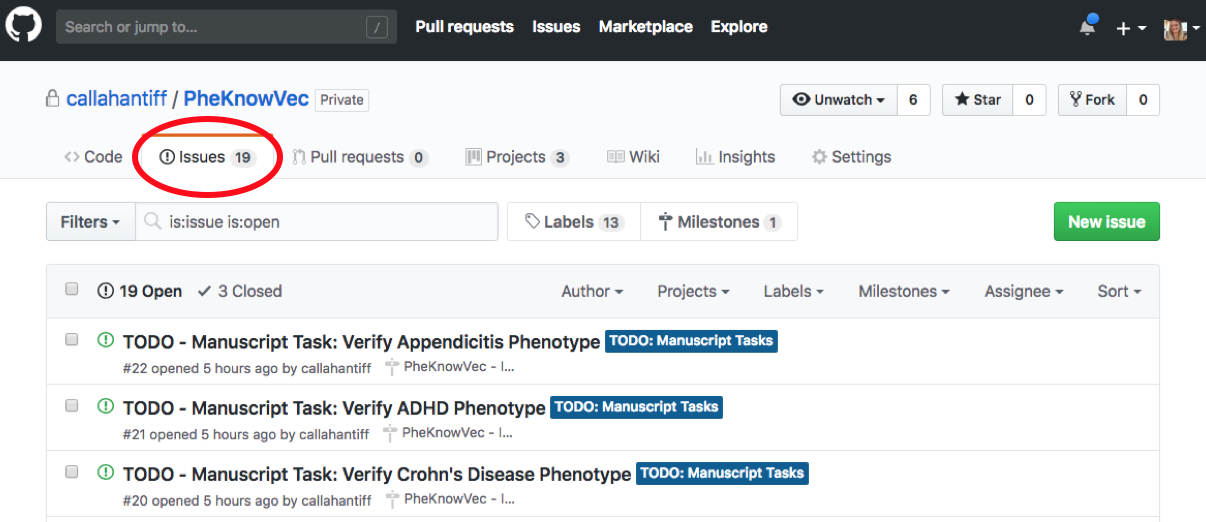 Search or jump to... / Pull requests Issues Marketplace Explore
callahantiff / PheKnowVec Private Unwatch 6 Star 0 Fork 0
Code Issues 19 Pull requests 0 Projects 3 Wiki Insights Settings
Filters is:issue is:open Labels 13 Milestones 1 New issue
19 Open 3 Closed Author Projects Labels Milestones Assignee Sort
TODO - Manuscript Task: Verify Appendicitis Phenotype TODO: Manuscript Tasks
#22 opened 5 hours ago by callahantiff PheKnowVec - I...
TODO - Manuscript Task: Verify ADHD Phenotype TODO: Manuscript Tasks
#21 opened 5 hours ago by callahantiff PheKnowVec - I...
TODO - Manuscript Task: Verify Crohn's Disease Phenotype TODO: Manuscript Tasks
#20 opened 5 hours ago by callahantiff PheKnowVec - I...